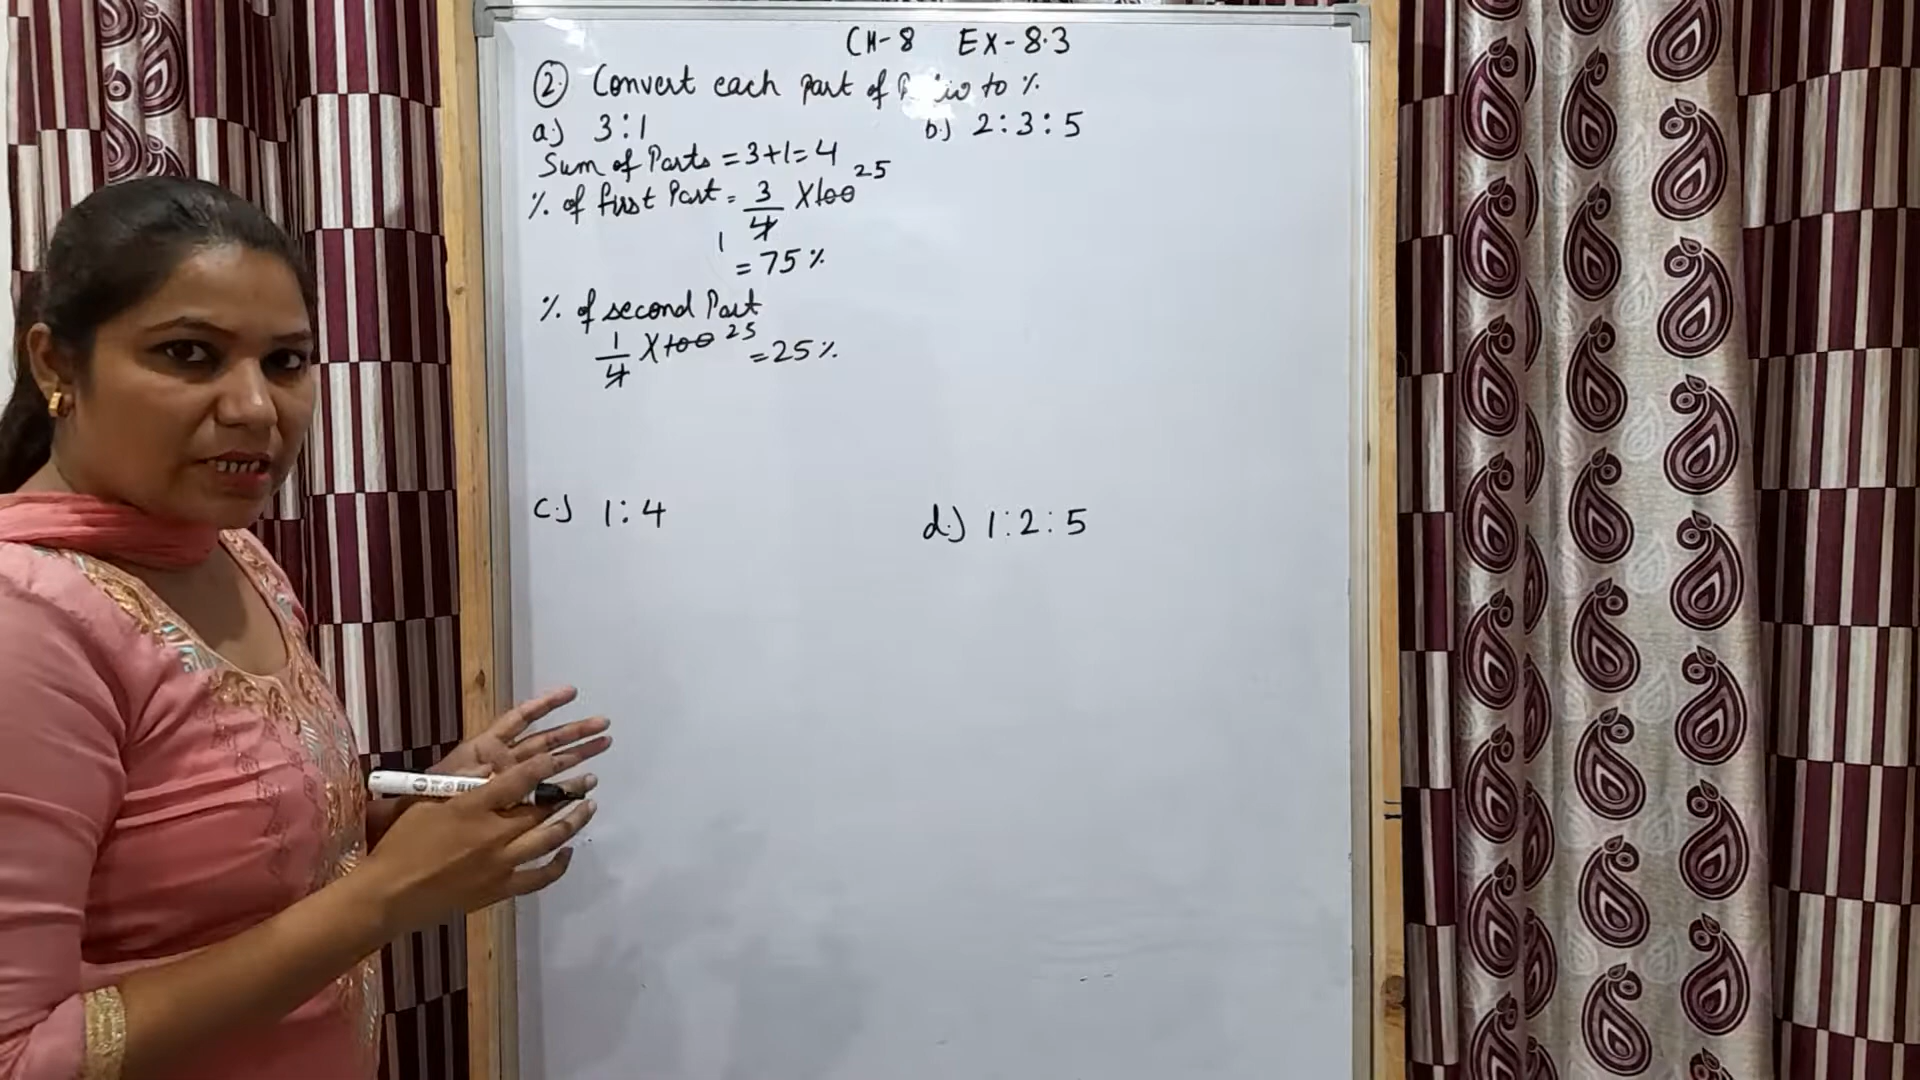 CH-8 EX-8.3
② Convert each part of to %
a.) 3:1
Sum of Parts = 3+1=4
% of first Part = 3/4 X100 25
1
= 75 %
% of second Part
1/4 X100 25 = 25 %
b.) 2:3:5
c.) 1:4
d.) 1:2:5